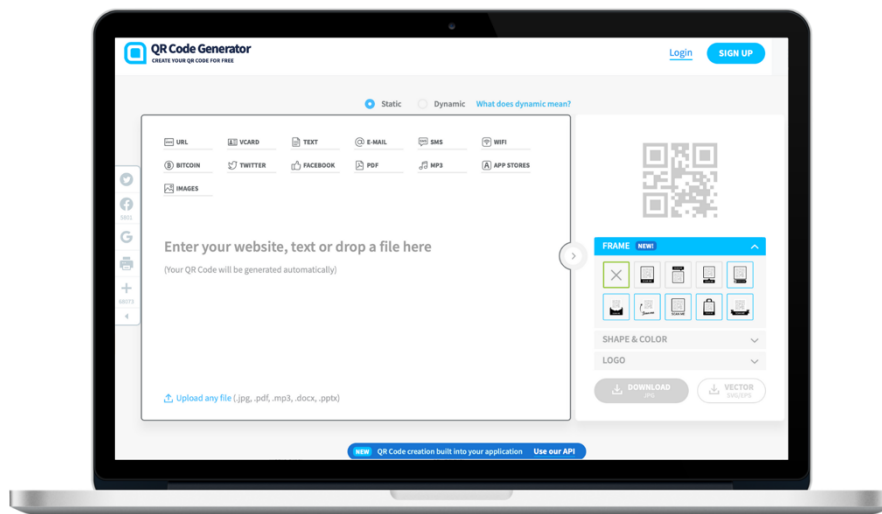 QR Code Generator
CREATE YOUR QR CODE FOR FREE
Login
SIGN UP
Static
Dynamic
What does dynamic mean?
URL
VCARD
TEXT
E-MAIL
SMS
WIFI
BITCOIN
TWITTER
FACEBOOK
PDF
MP3
APP STORES
IMAGES
Enter your website, text or drop a file here
(Your QR Code will be generated automatically)
Upload any file (.jpg, .pdf, .mp3, .docx, .pptx)
FRAME NEW!
SHAPE & COLOR
LOGO
DOWNLOAD
JPG
VECTOR
SVG/EPS
NEW QR Code creation built into your application Use our API